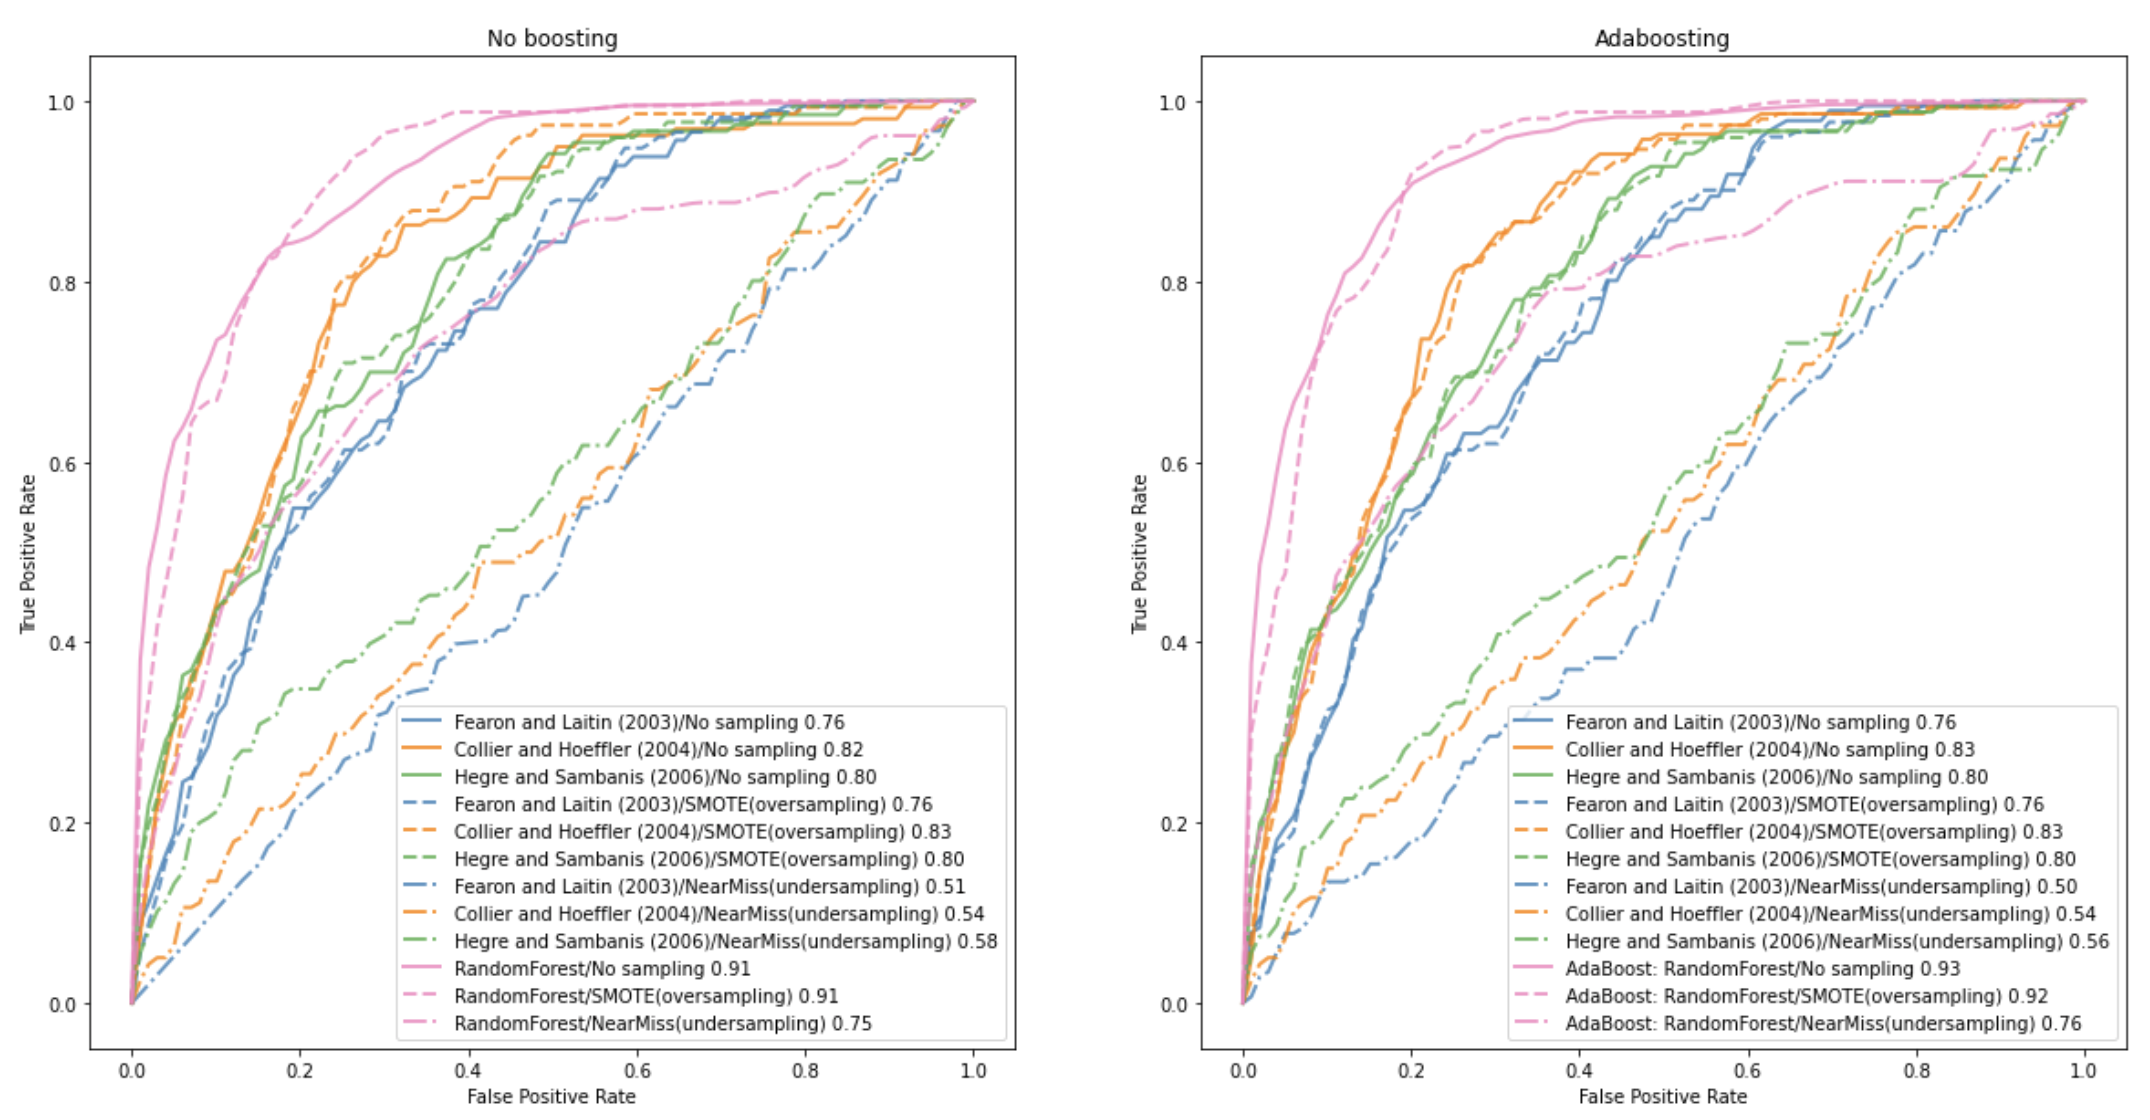 No boosting
True Positive Rate
1.0
0.8
0.6
0.4
0.2
0.0
Fearon and Laitin (2003)/No sampling 0.76
Collier and Hoeffler (2004)/No sampling 0.82
Hegre and Sambanis (2006)/No sampling 0.80
Fearon and Laitin (2003)/SMOTE(oversampling) 0.76
Collier and Hoeffler (2004)/SMOTE(oversampling) 0.83
Hegre and Sambanis (2006)/SMOTE(oversampling) 0.80
Fearon and Laitin (2003)/NearMiss(undersampling) 0.51
Collier and Hoeffler (2004)/NearMiss(undersampling) 0.54
Hegre and Sambanis (2006)/NearMiss(undersampling) 0.58
RandomForest/No sampling 0.91
RandomForest/SMOTE(oversampling) 0.91
RandomForest/NearMiss(undersampling) 0.75
0.0 0.2 0.4 0.6 0.8 1.0
False Positive Rate
Adaboosting
True Positive Rate
1.0
0.8
0.6
0.4
0.2
0.0
Fearon and Laitin (2003)/No sampling 0.76
Collier and Hoeffler (2004)/No sampling 0.83
Hegre and Sambanis (2006)/No sampling 0.80
Fearon and Laitin (2003)/SMOTE(oversampling) 0.76
Collier and Hoeffler (2004)/SMOTE(oversampling) 0.83
Hegre and Sambanis (2006)/SMOTE(oversampling) 0.80
Fearon and Laitin (2003)/NearMiss(undersampling) 0.50
Collier and Hoeffler (2004)/NearMiss(undersampling) 0.54
Hegre and Sambanis (2006)/NearMiss(undersampling) 0.56
AdaBoost: RandomForest/No sampling 0.93
AdaBoost: RandomForest/SMOTE(oversampling) 0.92
AdaBoost: RandomForest/NearMiss(undersampling) 0.76
0.0 0.2 0.4 0.6 0.8 1.0
False Positive Rate